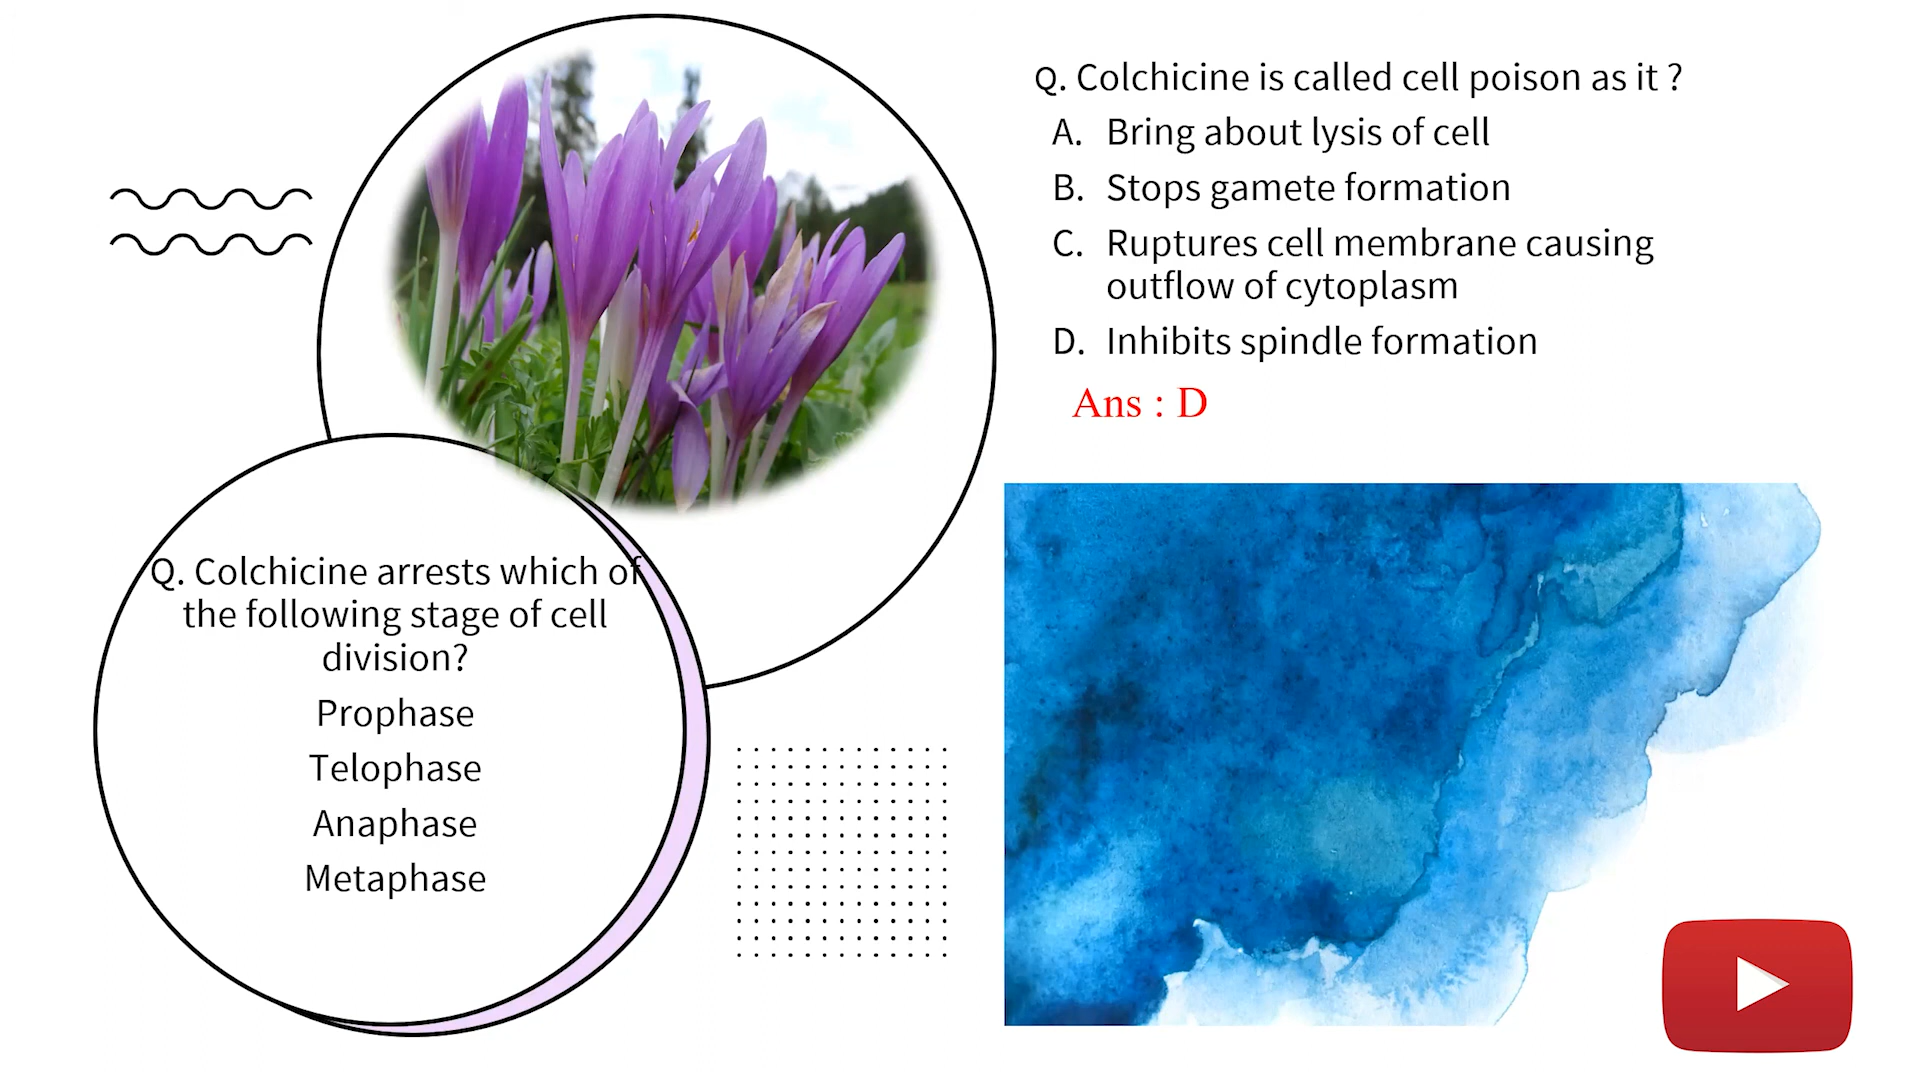 Q. Colchicine is called cell poison as it ?
A. Bring about lysis of cell
B. Stops gamete formation
C. Ruptures cell membrane causing
outflow of cytoplasm
D. Inhibits spindle formation
Ans : D
Q. Colchicine arrests which of
the following stage of cell
division?
Prophase
Telophase
Anaphase
Metaphase